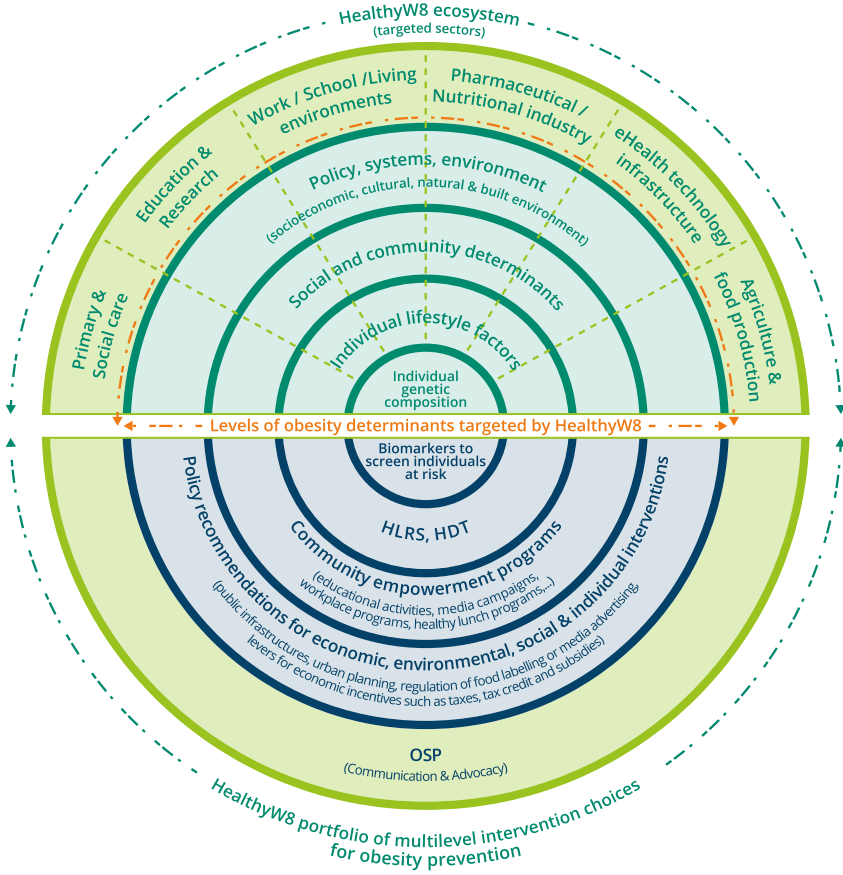 HealthyW8 ecosystem
(targeted sectors)
Primary &
Social care
Education &
Research
Work / School /Living
environments
Pharmaceutical /
Nutritional industry
eHealth technology
infrastructure
Agriculture &
food production
Policy, systems, environment
(socioeconomic, cultural, natural & built environment)
Social and community determinants
Individual lifestyle factors
Individual
genetic
composition
Levels of obesity determinants targeted by HealthyW8
Biomarkers to
screen individuals
at risk
HLRS, HDT
Community empowerment programs
(educational activities, media campaigns,
workplace programs, healthy lunch programs,..)
Policy recommendations for economic, environmental, social & individual interventions
(public infrastructures, urban planning, regulation of food labelling or media advertising,
levers for economic incentives such as taxes, tax credit and subsidies)
OSP
(Communication & Advocacy)
HealthyW8 portfolio of multilevel intervention choices
for obesity prevention